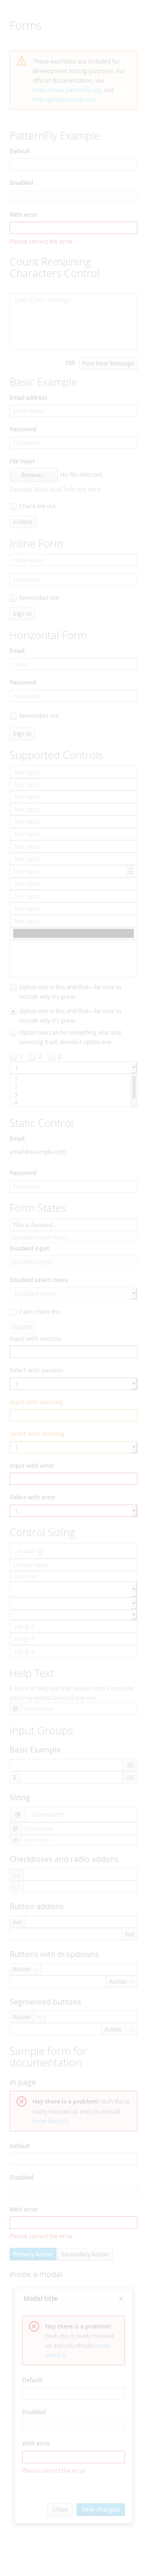 Forms
These examples are included for
development testing purposes. For
official documentation, see
https://www.patternfly.org and
http://getbootstrap.com
PatternFly Example
Default
Disabled
With error
Please correct the error
Count Remaining
Characters Control
Type in your message
100 Post New Message
Basic Example
Email address
Enter email
Password
Password
File input
Browse... No file selected.
Example block-level help text here.
Check me out
Submit
Inline Form
Enter email
Password
Remember me
Sign in
Horizontal Form
Email
Email
Password
Password
Remember me
Sign in
Supported Controls
Text input
Text input
Text input
Text input
Text input
Text input
Text input
Text input
Text input
Text input
Text input
Text input
Text input
Option one is this and that—be sure to
include why it's great
Option one is this and that—be sure to
include why it's great
Option two can be something else and
selecting it will deselect option one
1 2 3
1
1
2
3
4
Static Control
Email
email@example.com
Password
Password
Form States
This is focused...
Disabled input here...
Disabled input
Disabled input
Disabled select menu
Disabled select
Can't check this
Submit
Input with success
Select with success
1
Input with warning
Select with warning
1
Input with error
Select with error
1
Control Sizing
.input-lg
Default input
.input-sm
.col-lg-2
.col-lg-3
.col-lg-4
Help Text
A block of help text that breaks onto a new line
and may extend beyond one line.
@ Username
Input Groups
Basic Example
.00
$ .00
Sizing
@ Username
@ Username
@ Username
Checkboxes and radio addons
Button addons
Go!
Go!
Buttons with dropdowns
Action
Action
Segmented buttons
Action
Action
Sample form for
documentation
In page
Hey there is a problem! Yeah this is
really messed up and you should
know about it.
Default
Disabled
With error
Please correct the error
Primary Action Secondary Action
Inside a modal
Modal title
Hey there is a problem!
Yeah this is really messed
up and you should know
about it.
Default
Disabled
With error
Please correct the error
Close Save changes